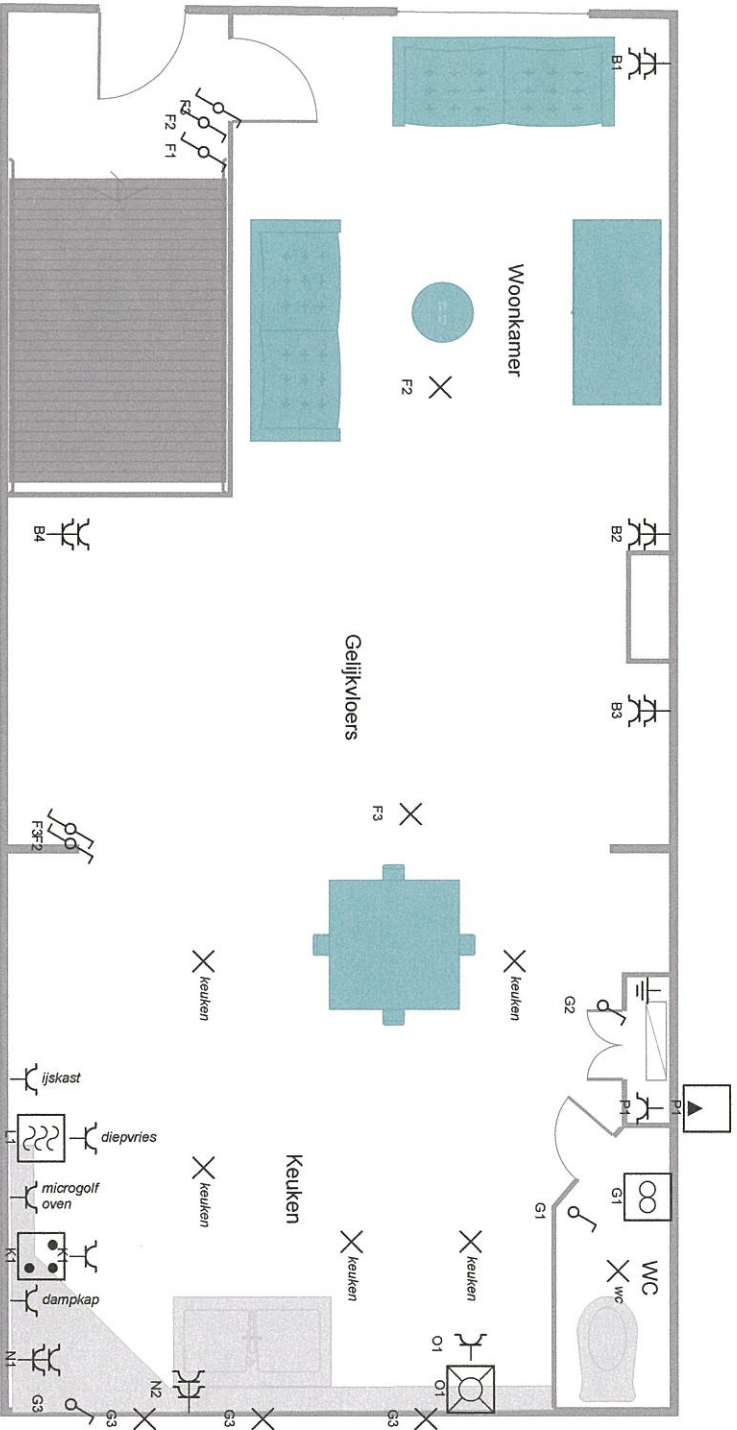 B1
F3
F2
F1
Woonkamer
F2
B4
B2
Gelijkvloers
B3
F3
F3F2
keuken
keuken
G2
ijskast
P1
P1
L1
diepvries
Keuken
keuken
microgolf
oven
G1
G1
keuken
keuken
K1
K1
WC
wc
dampkap
O1
O1
N1
N2
G3
G3
G3
G3